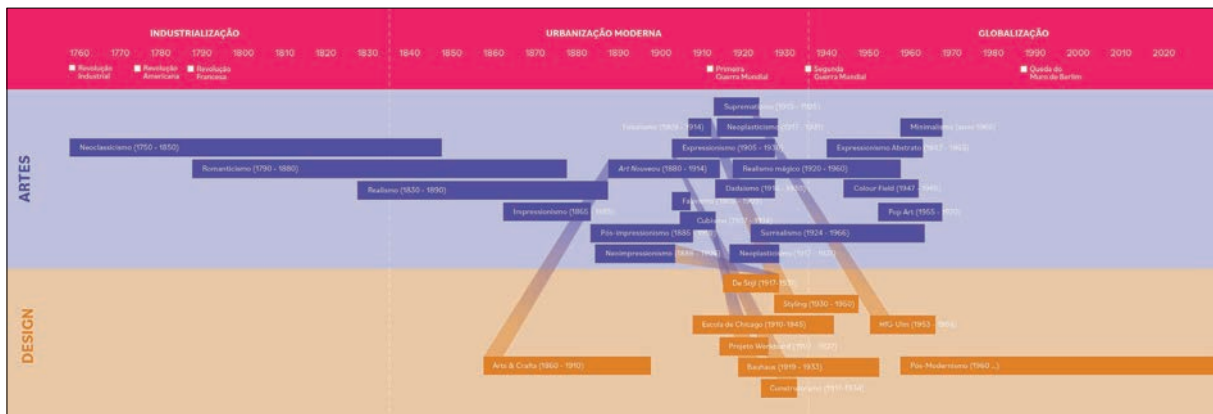 INDUSTRIALIZAÇÃO
URBANIZAÇÃO MODERNA
GLOBALIZAÇÃO
1760 1770 1780 1790 1800 1810 1820 1830 1840 1850 1860 1870 1880 1890 1900 1910 1920 1930 1940 1950 1960 1970 1980 1990 2000 2010 2020
Revolução
Industrial
Revolução
Americana
Revolução
Francesa
Primeira
Guerra Mundial
Segunda
Guerra Mundial
Queda do
Muro de Berlim
ARTES
Suprematismo
Neoplasticismo
Minimalismo
Neoclassicismo (1750 - 1850)
Expressionismo (1905 - 1930)
Expressionismo Abstrato
Romanticismo (1790 - 1880)
Art Nouveau (1880 - 1914)
Realismo mágico (1920 - 1960)
Realismo (1830 - 1890)
Dadaísmo
Colour Field
Impressionismo
Cubismo
Pop Art
Pós-impressionismo
Surrealismo (1924 - 1966)
Neoimpressionismo
Neoplasticismo
DESIGN
De Stijl
Styling (1930 - 1960)
Escola de Chicago (1910-1845)
HfG-Ulm
Projeto
Arts & Crafts (1860 - 1910)
Bauhaus (1919 - 1933)
Pós-Modernismo (1960 ...)